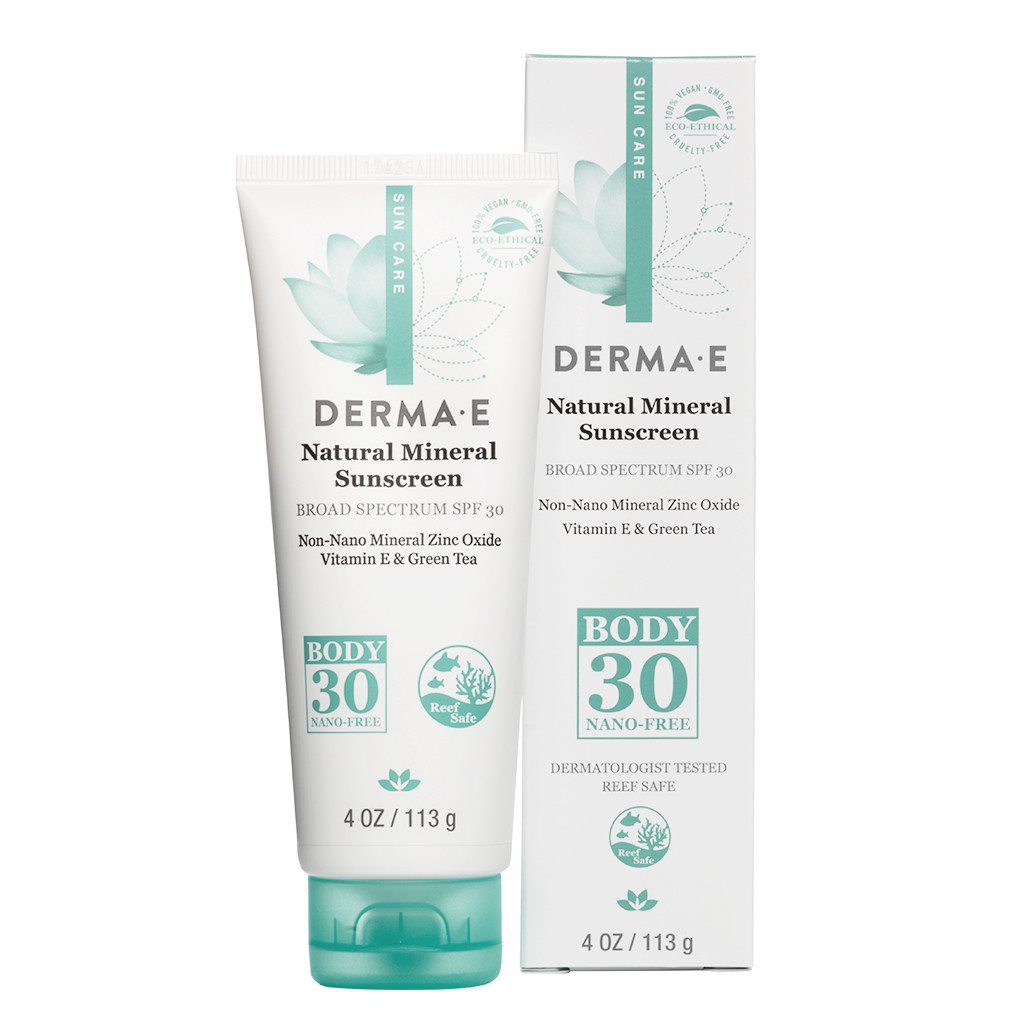 SUN CARE
100% VEGAN • GMO-FREE
ECO-ETHICAL
CRUELTY-FREE
DERMA•E
Natural Mineral
Sunscreen
BROAD SPECTRUM SPF 30
Non-Nano Mineral Zinc Oxide
Vitamin E & Green Tea
BODY
30
NANO-FREE
Reef
Safe
4 OZ / 113 g
SUN CARE
100% VEGAN • GMO-FREE
ECO-ETHICAL
CRUELTY-FREE
DERMA•E
Natural Mineral
Sunscreen
BROAD SPECTRUM SPF 30
Non-Nano Mineral Zinc Oxide
Vitamin E & Green Tea
BODY
30
NANO-FREE
DERMATOLOGIST TESTED
REEF SAFE
Reef
Safe
4 OZ / 113 g